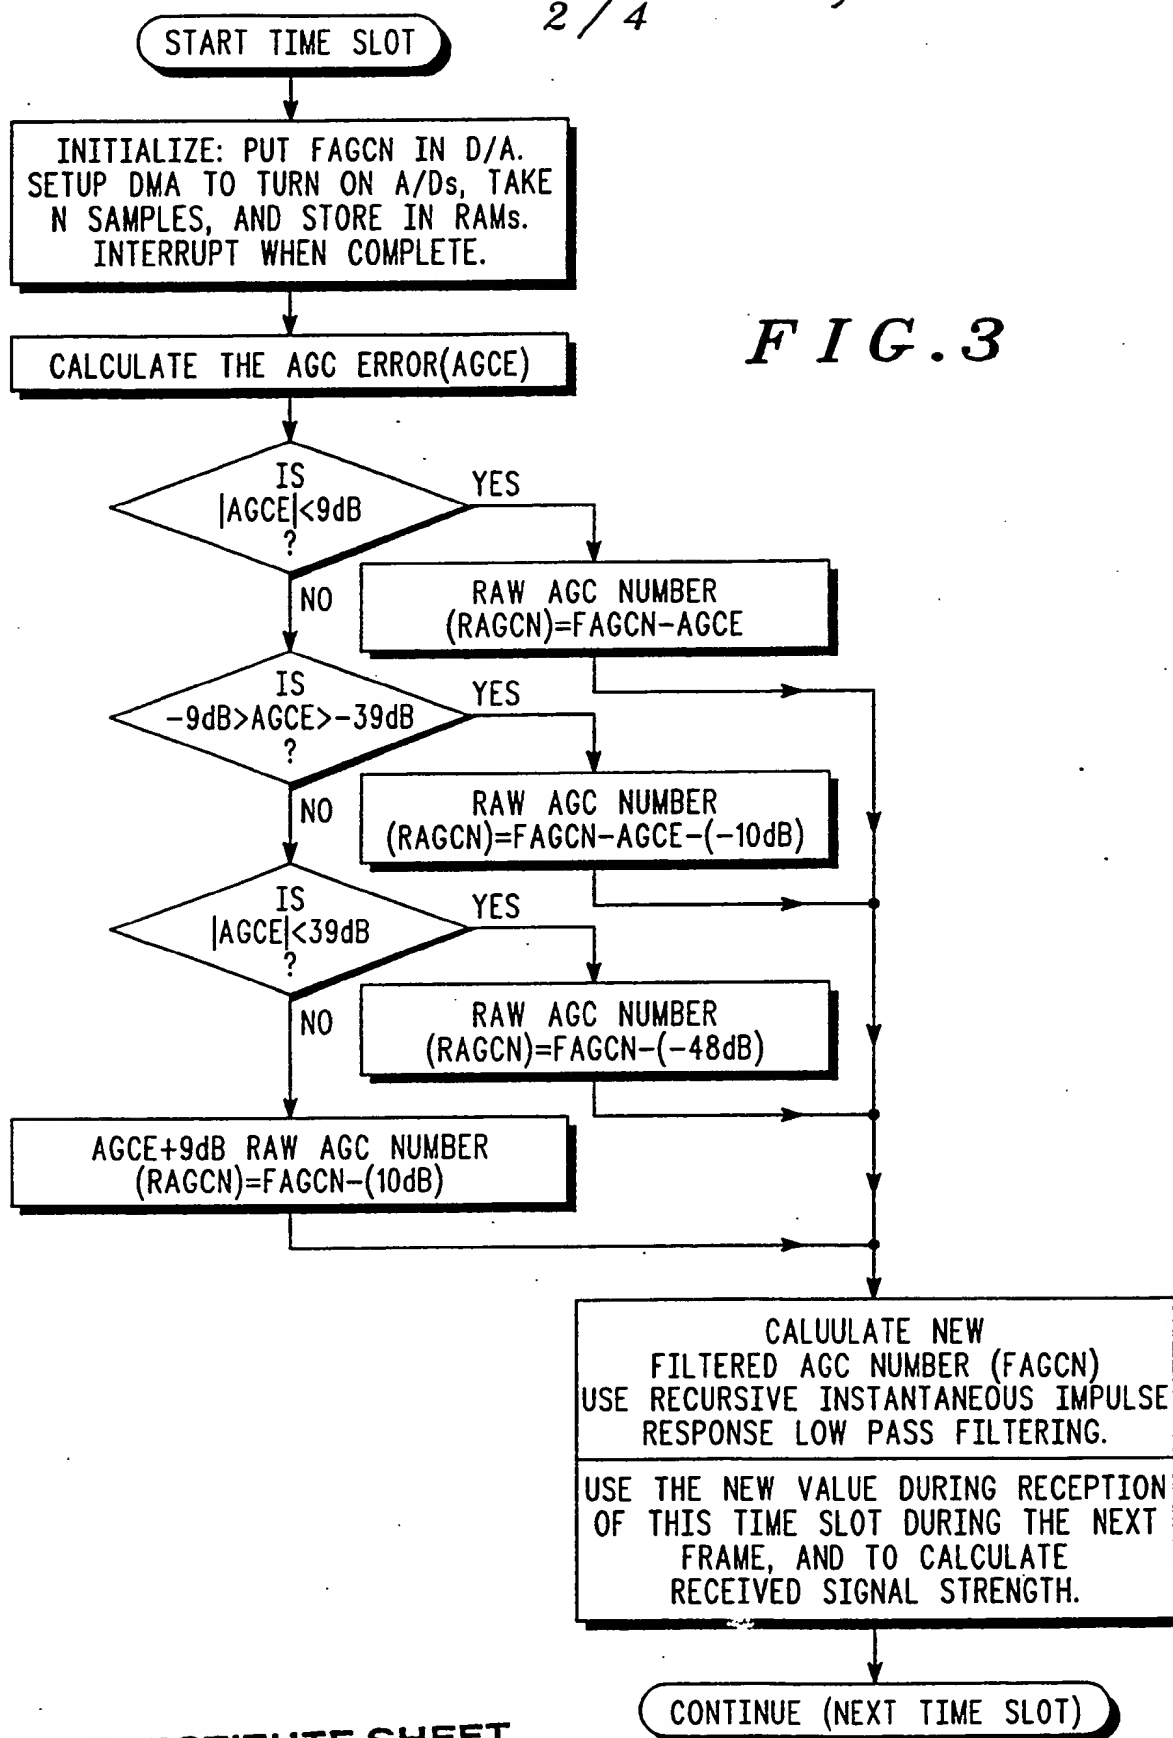 2/4
START TIME SLOT
INITIALIZE: PUT FAGCN IN D/A.
SETUP DMA TO TURN ON A/Ds, TAKE
N SAMPLES, AND STORE IN RAMs.
INTERRUPT WHEN COMPLETE.
FIG.3
CALCULATE THE AGC ERROR(AGCE)
IS
|AGCE|<9dB
?
YES
NO
RAW AGC NUMBER
(RAGCN)=FAGCN-AGCE
IS
-9dB>AGCE>-39dB
?
YES
NO
RAW AGC NUMBER
(RAGCN)=FAGCN-AGCE-(-10dB)
IS
|AGCE|<39dB
?
YES
NO
RAW AGC NUMBER
(RAGCN)=FAGCN-(-48dB)
AGCE+9dB RAW AGC NUMBER
(RAGCN)=FAGCN-(10dB)
CALUULATE NEW
FILTERED AGC NUMBER (FAGCN)
USE RECURSIVE INSTANTANEOUS IMPULSE
RESPONSE LOW PASS FILTERING.
USE THE NEW VALUE DURING RECEPTION
OF THIS TIME SLOT DURING THE NEXT
FRAME, AND TO CALCULATE
RECEIVED SIGNAL STRENGTH.
CONTINUE (NEXT TIME SLOT)
SHEET